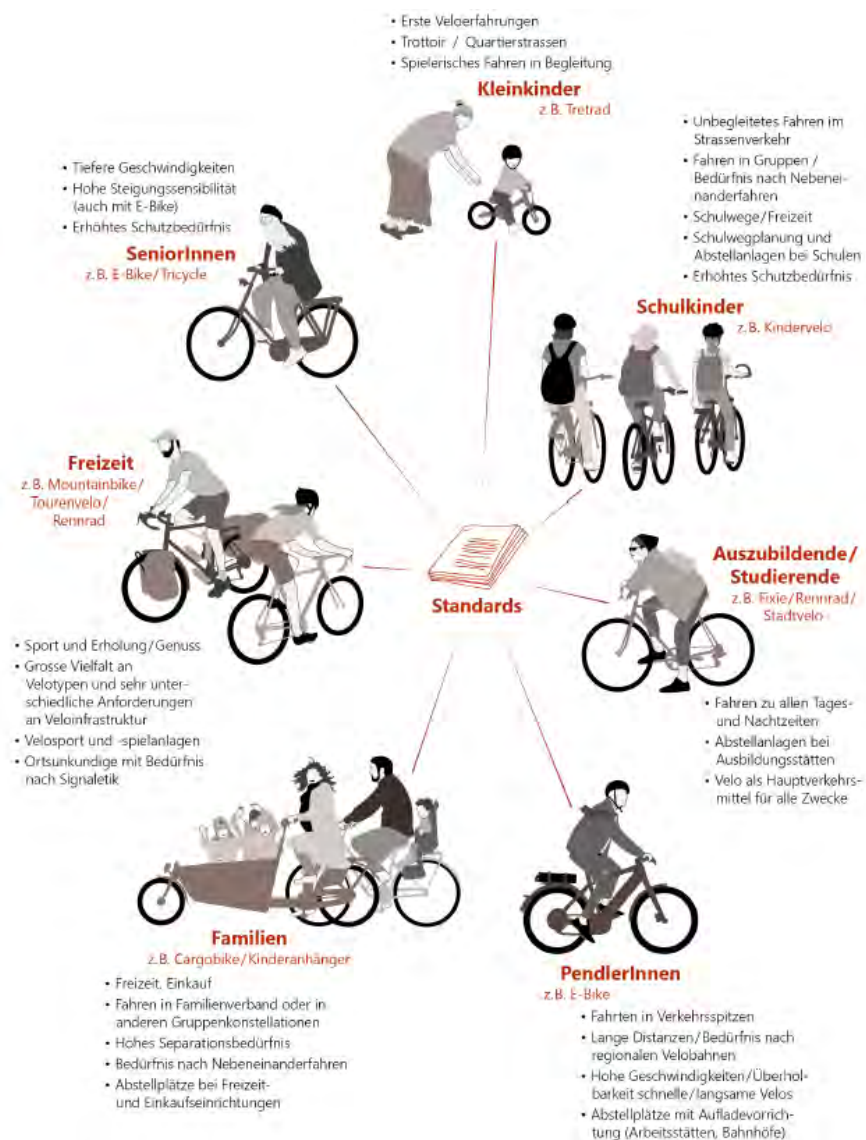 • Erste Veloerfahrungen
• Trottoir / Quartierstrassen
• Spielerisches Fahren in Begleitung
Kleinkinder
z.B. Tretrad
• Unbegleitetes Fahren im
Strassenverkehr
• Fahren in Gruppen /
Bedürfnis nach Nebenei-
nanderfahren
• Schulwege/Freizeit
• Schulwegplanung und
Abstellanlagen bei Schulen
• Erhöhtes Schutzbedürfnis
Schulkinder
z.B. Kindervelo
• Tiefere Geschwindigkeiten
• Hohe Steigungssensibilität
(auch mit E-Bike)
• Erhöhtes Schutzbedürfnis
SeniorInnen
z.B. E-Bike/Tricycle
Freizeit
z.B. Mountainbike/
Tourenvelo/
Rennrad
• Sport und Erholung/Genuss
• Grosse Vielfalt an
Velotypen und sehr unter-
schiedliche Anforderungen
an Veloinfrastruktur
• Velosport und -spielanlagen
• Ortsunkundige mit Bedürfnis
nach Signaletik
Standards
Auszubildende/
Studierende
z.B. Fixie/Rennrad/
Stadtvelo
• Fahren zu allen Tages-
und Nachtzeiten
• Abstellanlagen bei
Ausbildungsstätten
• Velo als Hauptverkehrs-
mittel für alle Zwecke
Familien
z.B. Cargobike/Kinderanhänger
• Freizeit, Einkauf
• Fahren in Familienverband oder in
anderen Gruppenkonstellationen
• Hohes Separationsbedürfnis
• Bedürfnis nach Nebeneinanderfahren
• Abstellplätze bei Freizeit-
und Einkaufseinrichtungen
PendlerInnen
z.B. E-Bike
• Fahrten in Verkehrsspitzen
• Lange Distanzen/Bedürfnis nach
regionalen Velobahnen
• Hohe Geschwindigkeiten/Überhol-
barkeit schnelle/langsame Velos
• Abstellplätze mit Aufladevorrich-
tung (Arbeitsstätten, Bahnhöfe)